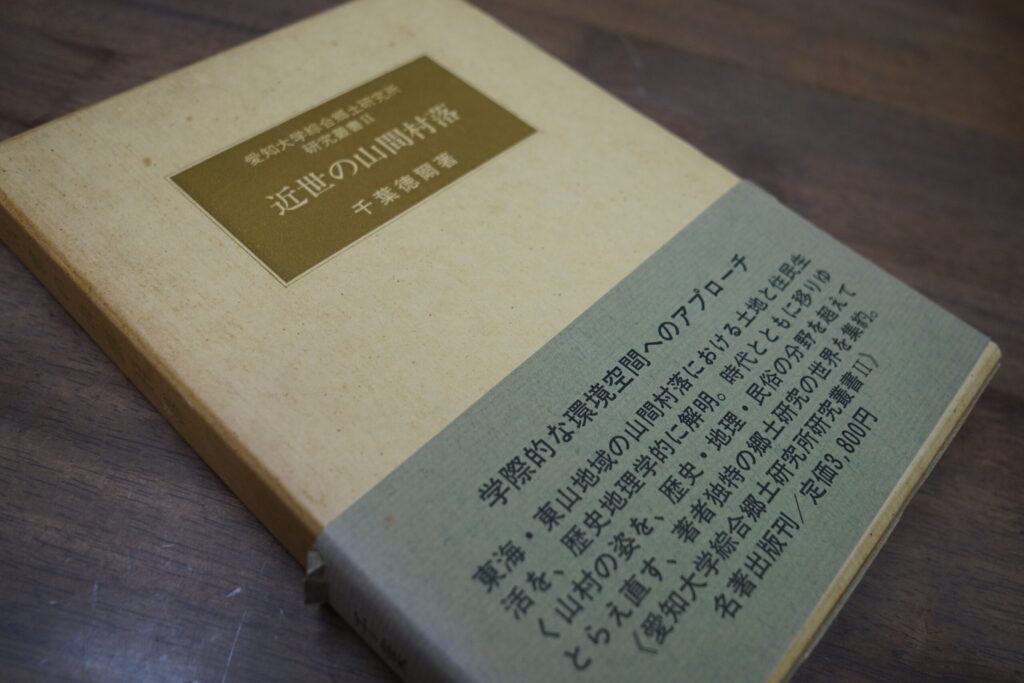 愛知大学綜合郷土研究所
研究叢書II
近世の山間村落
千葉徳爾著
学際的な環境空間へのアプローチ
東海・東山地域の山間村落における土地と住民生
活を、歴史地理学的に解明。時代とともに移りゆ
く山村の姿を、歴史・地理・民俗の分野を超えて
とらえ直す、著者独特の郷土研究の世界を集約。
《愛知大学綜合郷土研究所研究叢書II》
名著出版刊/定価3,800円